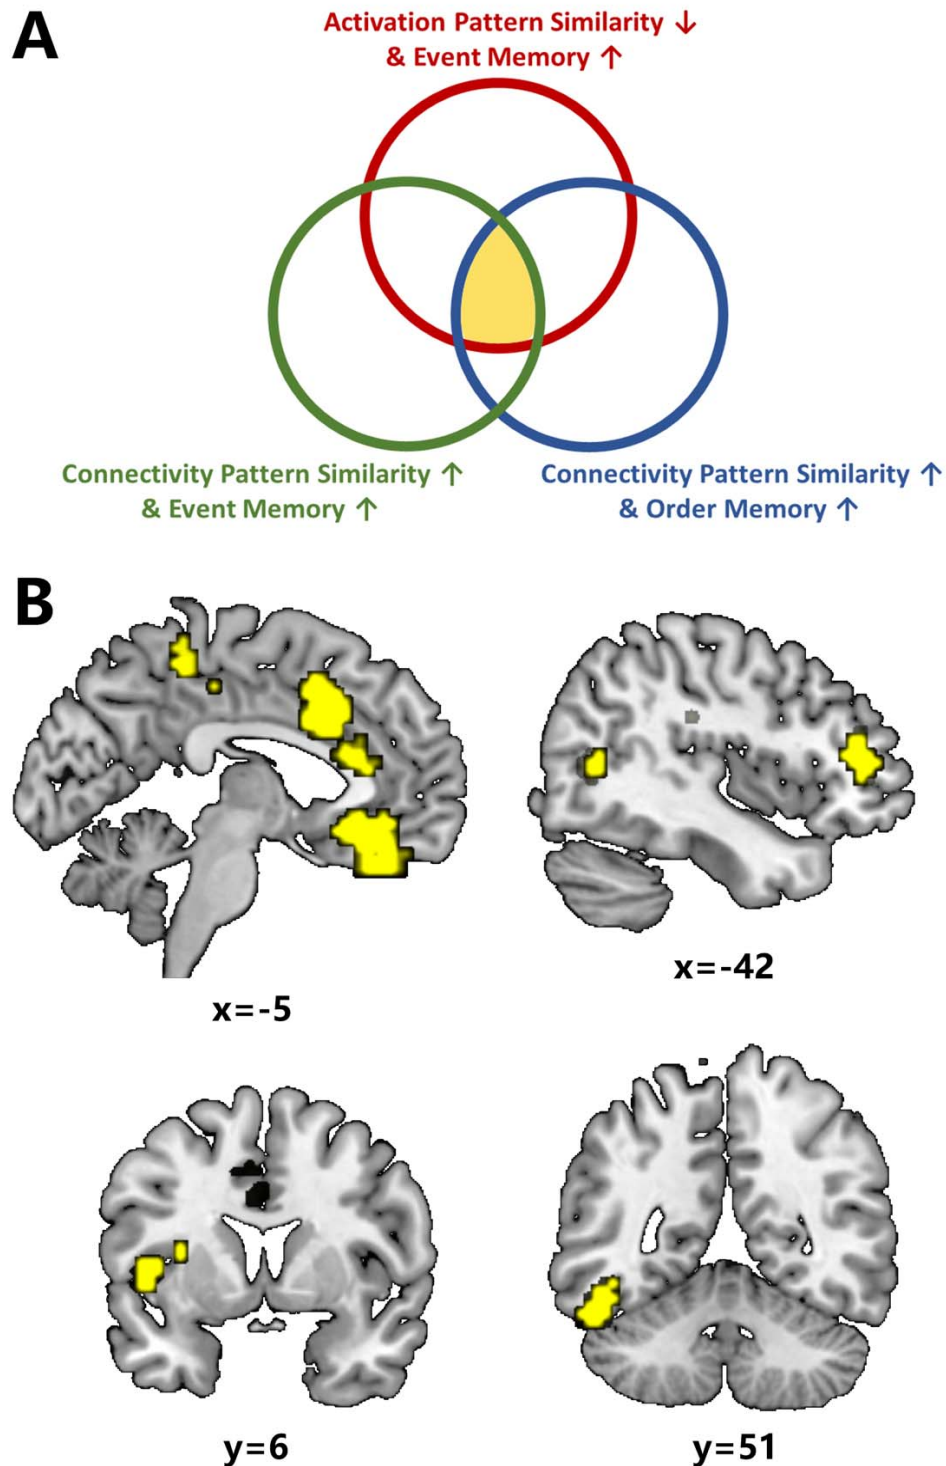 A
Activation Pattern Similarity ↓
& Event Memory ↑
Connectivity Pattern Similarity ↑
& Event Memory ↑
Connectivity Pattern Similarity ↑
& Order Memory ↑
B
x=-5
x=-42
y=6
y=51